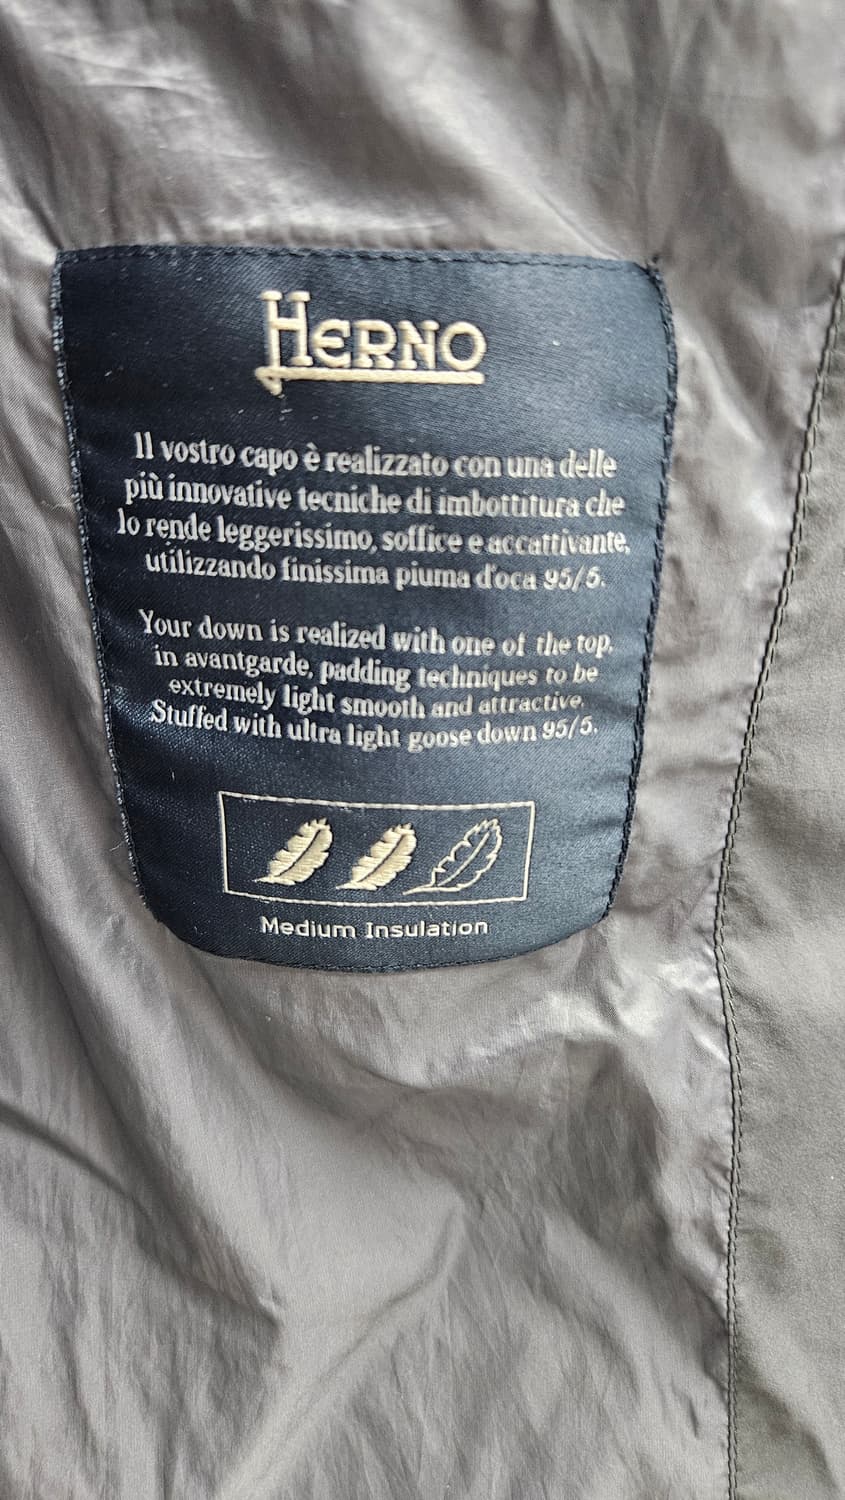 HERNO
Il vostro capo è realizzato con una delle
più innovative tecniche di imbottitura che
lo rende leggerissimo, soffice e accattivante,
utilizzando finissima piuma d'oca 95/5.
Your down is realized with one of the top,
in avantgarde, padding techniques to be
extremely light smooth and attractive.
Stuffed with ultra light goose down 95/5.
Medium Insulation